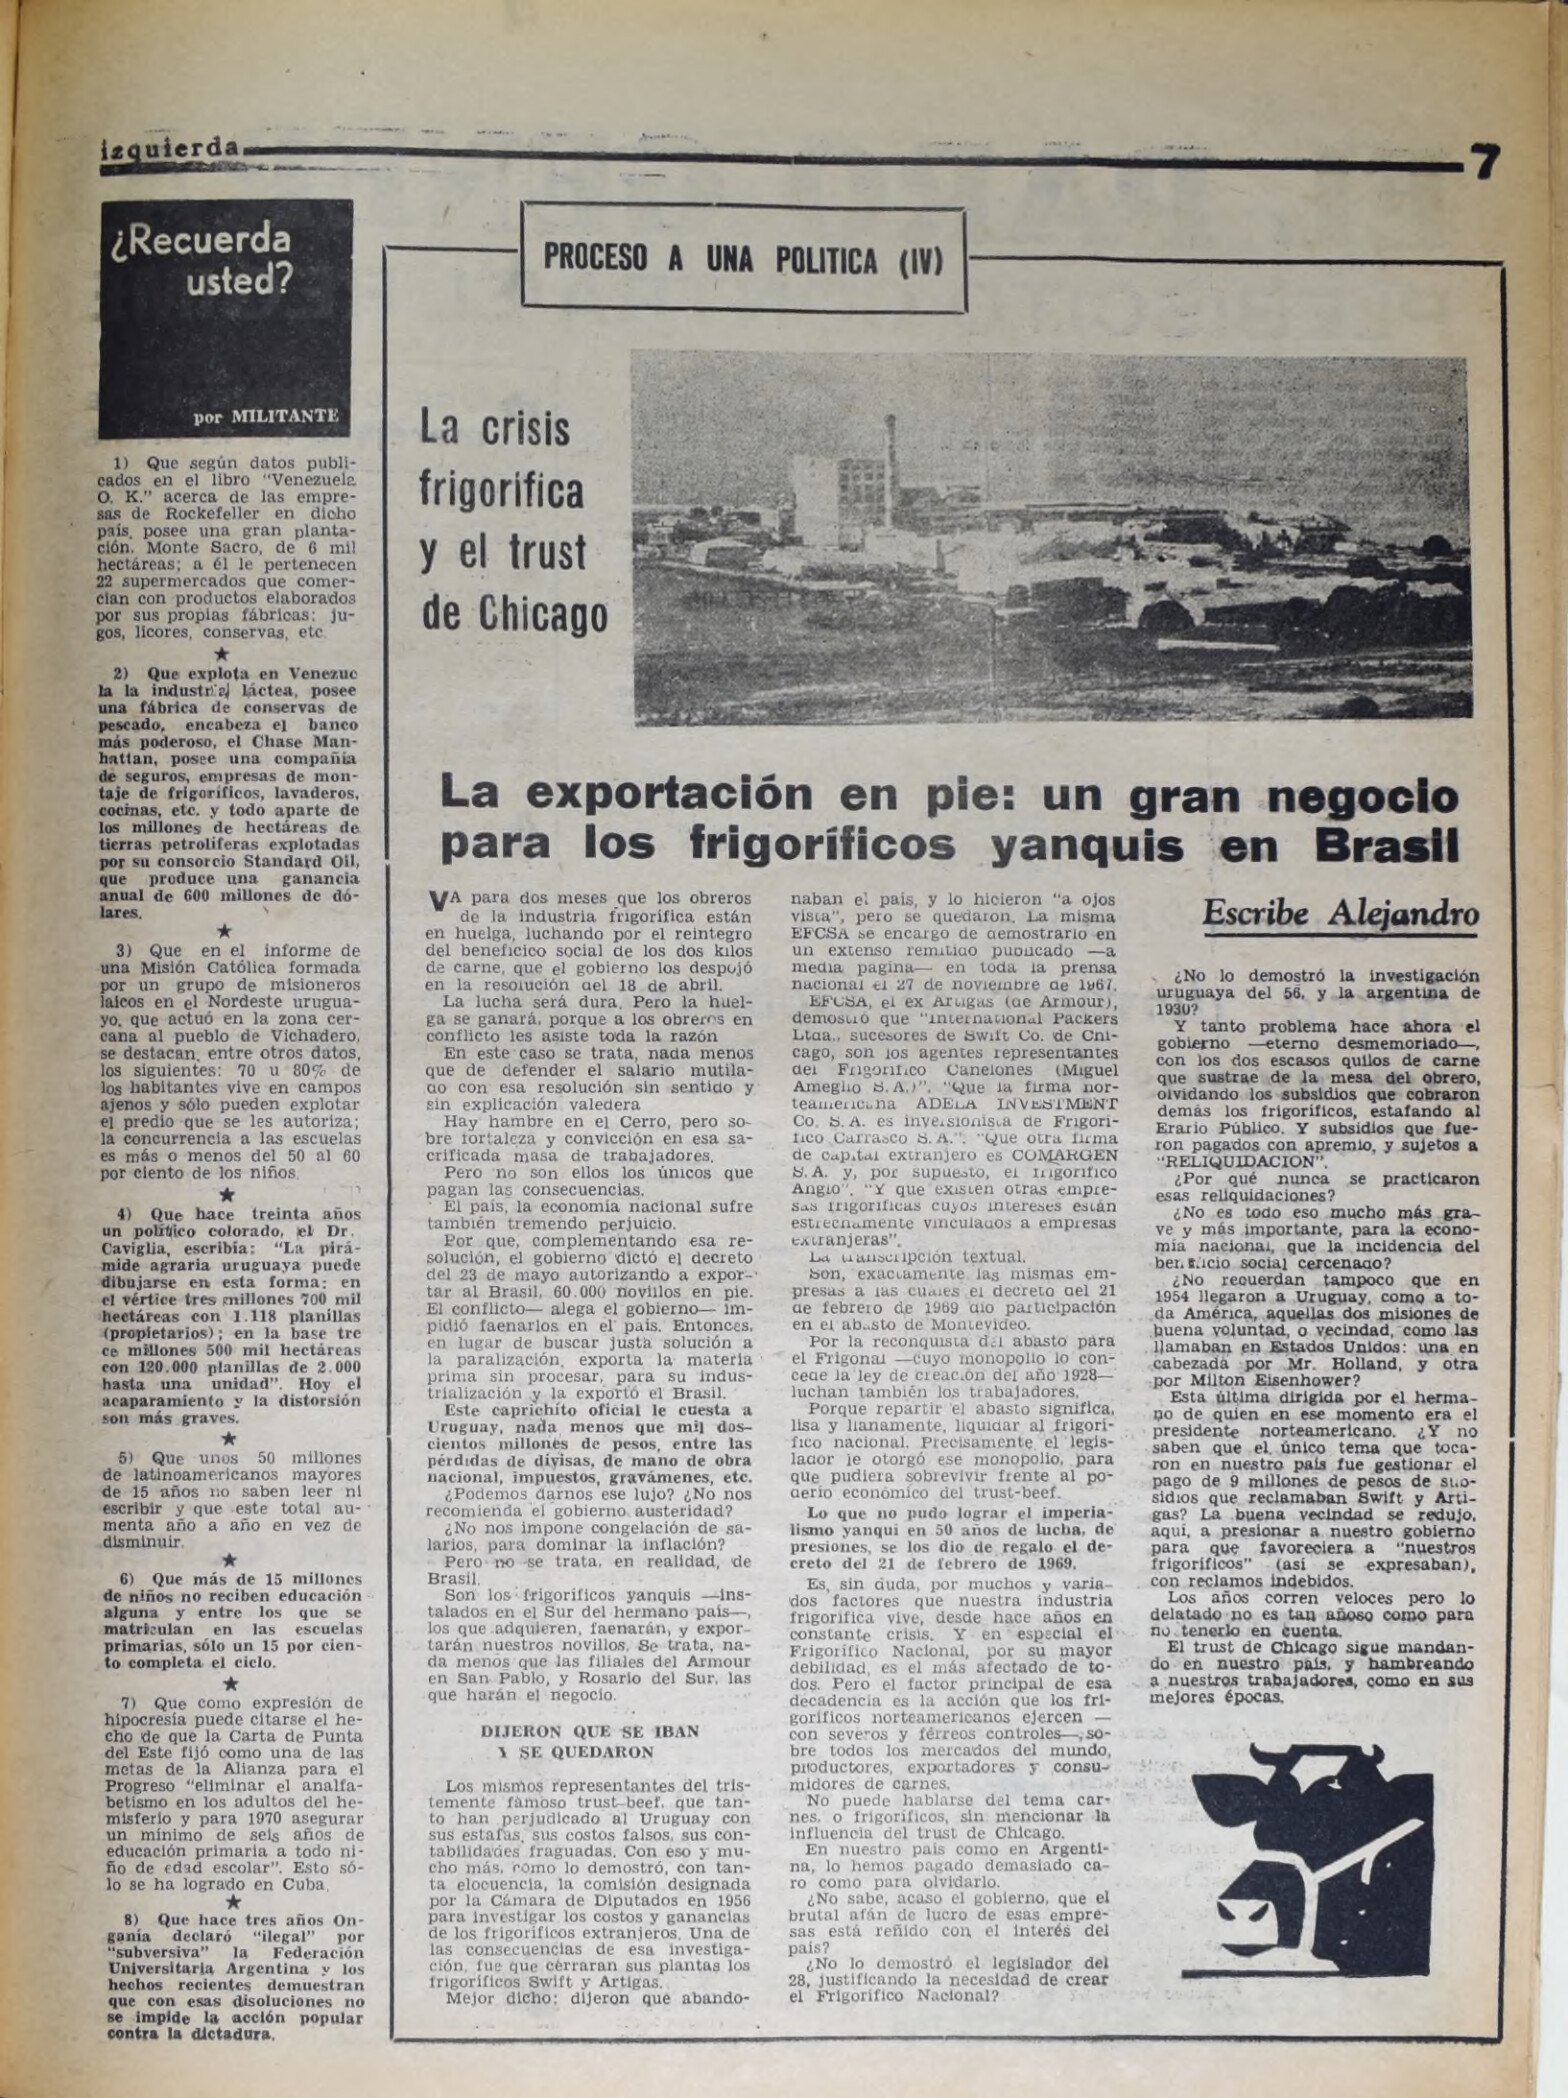 izquierda
7
¿Recuerda
usted?
por MILITANTE
1) Que según datos publi-
cados en el libro "Venezuela
O. K." acerca de las empre-
sas de Rockefeller en dicho
país, posee una gran planta-
ción. Monte Sacro, de 6 mil
hectáreas; a él le pertenecen
22 supermercados que comer-
cian con productos elaborados
por sus propias fábricas: ju-
gos, licores, conservas, etc.
★
2) Que explota en Venezue
la la industria láctea, posee
una fábrica de conservas de
pescado, encabeza el banco
más poderoso, el Chase Man-
hattan, posee una compañía
de seguros, empresas de mon-
taje de frigoríficos, lavaderos,
cocinas, etc. y todo aparte de
los millones de hectáreas de
tierras petrolíferas explotadas
por su consorcio Standard Oil,
que produce una ganancia
anual de 600 millones de dó-
lares.
★
3) Que en el informe de
una Misión Católica formada
por un grupo de misioneros
laicos en el Nordeste urugua-
yo, que actuó en la zona cer-
cana al pueblo de Vichadero,
se destacan, entre otros datos,
los siguientes: 70 u 80% de
los habitantes vive en campos
ajenos y sólo pueden explotar
el predio que se les autoriza;
la concurrencia a las escuelas
es más o menos del 50 al 60
por ciento de los niños.
★
4) Que hace treinta años
un político colorado, el Dr.
Caviglia, escribía: "La pirá-
mide agraria uruguaya puede
dibujarse en esta forma: en
el vértice tres millones 700 mil
hectáreas con 1.118 planillas
(propietarios); en la base tre
ce millones 500 mil hectáreas
con 120.000 planillas de 2.000
hasta una unidad". Hoy el
acaparamiento y la distorsión
son más graves.
★
5) Que unos 50 millones
de latinoamericanos mayores
de 15 años no saben leer ni
escribir y que este total au-
menta año a año en vez de
disminuir.
★
6) Que más de 15 millones
de niños no reciben educación
alguna y entre los que se
matriculan en las escuelas
primarias, sólo un 15 por cien-
to completa el ciclo.
★
7) Que como expresión de
hipocresía puede citarse el he-
cho de que la Carta de Punta
del Este fijó como una de las
metas de la Alianza para el
Progreso "eliminar el analfa-
betismo en los adultos del he-
misferio y para 1970 asegurar
un mínimo de seis años de
educación primaria a todo ni-
ño de edad escolar". Esto só-
lo se ha logrado en Cuba.
★
8) Que hace tres años On-
ganía declaró "ilegal" por
"subversiva" la Federación
Universitaria Argentina y los
hechos recientes demuestran
que con esas disoluciones no
se impide la acción popular
contra la dictadura.
PROCESO A UNA POLITICA (IV)
La crisis
frigorífica
y el trust
de Chicago
La exportación en pie: un gran negocio
para los frigoríficos yanquis en Brasil
VA para dos meses que los obreros
de la industria frigorífica están
en huelga, luchando por el reintegro
del beneficico social de los dos kilos
de carne, que el gobierno los despojó
en la resolución del 18 de abril.
La lucha será dura. Pero la huel-
ga se ganará, porque a los obreros en
conflicto les asiste toda la razón
En este caso se trata, nada menos
que de defender el salario mutila-
do con esa resolución sin sentido y
sin explicación valedera
Hay hambre en el Cerro, pero so-
bre fortaleza y convicción en esa sa-
crificada masa de trabajadores.
Pero no son ellos los únicos que
pagan las consecuencias.
El país, la economía nacional sufre
también tremendo perjuicio.
Por que, complementando esa re-
solución, el gobierno dictó el decreto
del 23 de mayo autorizando a expor-
tar al Brasil, 60.000 novillos en pie.
El conflicto— alega el gobierno— im-
pidió faenarlos en el país. Entonces,
en lugar de buscar justa solución a
la paralización, exporta la materia
prima sin procesar, para su indus-
trialización y la exportó el Brasil.
Este caprichito oficial le cuesta a
Uruguay, nada menos que mil dos-
cientos millones de pesos, entre las
pérdidas de divisas, de mano de obra
nacional, impuestos, gravámenes, etc.
¿Podemos darnos ese lujo? ¿No nos
recomienda el gobierno austeridad?
¿No nos impone congelación de sa-
larios, para dominar la inflación?
Pero no se trata, en realidad, de
Brasil.
Son los frigoríficos yanquis —ins-
talados en el Sur del hermano país—,
los que adquieren, faenarán, y expor-
tarán nuestros novillos. Se trata, na-
da menos que las filiales del Armour
en San Pablo, y Rosario del Sur, las
que harán el negocio.
DIJERON QUE SE IBAN
Y SE QUEDARON
Los mismos representantes del tris-
temente famoso trust-beef, que tan-
to han perjudicado al Uruguay con
sus estafas, sus costos falsos, sus con-
tabilidades fraguadas. Con eso y mu-
cho más, como lo demostró, con tan-
ta elocuencia, la comisión designada
por la Cámara de Diputados en 1956
para investigar los costos y ganancias
de los frigoríficos extranjeros. Una de
las consecuencias de esa investiga-
ción, fue que cerraran sus plantas los
frigoríficos Swift y Artigas.
Mejor dicho: dijeron que abando-
naban el país, y lo hicieron "a ojos
vista", pero se quedaron. La misma
EFCSA se encargo de demostrarlo en
un extenso remitido publicado —a
media pagina— en toda la prensa
nacional el 27 de noviembre de 1967.
EFCSA, el ex Artigas (de Armour),
demostró que "International Packers
Ltda., sucesores de Swift Co. de Chi-
cago, son los agentes representantes
del Frigorífico Canelones (Miguel
Ameglio S.A.)". "Que la firma nor-
teamericana ADELA INVESTMENT
Co. S. A. es inversionista de Frigorí-
fico Carrasco S.A.". "Que otra firma
de capital extranjero es COMARGEN
S. A. y, por supuesto, el frigorífico
Anglo". "Y que existen otras empre-
sas frigoríficas cuyos intereses están
estrechamente vinculados a empresas
extranjeras".
La transcripción textual.
Son, exactamente las mismas em-
presas a las cuales el decreto del 21
de febrero de 1969 dio participación
en el abasto de Montevideo.
Por la reconquista del abasto para
el Frigonal —cuyo monopolio lo con-
cede la ley de creación del año 1928—
luchan también los trabajadores.
Porque repartir el abasto significa,
lisa y llanamente, liquidar al frigorí-
fico nacional. Precisamente el legis-
lador le otorgó ese monopolio, para
que pudiera sobrevivir frente al po-
derío económico del trust-beef.
Lo que no pudo lograr el imperia-
lismo yanqui en 50 años de lucha, de
presiones, se los dio de regalo el de-
creto del 21 de febrero de 1969.
Es, sin duda, por muchos y varia-
dos factores que nuestra industria
frigorífica vive, desde hace años en
constante crisis. Y en especial el
Frigorífico Nacional, por su mayor
debilidad, es el más afectado de to-
dos. Pero el factor principal de esa
decadencia es la acción que los fri-
goríficos norteamericanos ejercen —
con severos y férreos controles—, so-
bre todos los mercados del mundo,
productores, exportadores y consu-
midores de carnes.
No puede hablarse del tema car-
nes, o frigoríficos, sin mencionar la
influencia del trust de Chicago.
En nuestro país como en Argenti-
na, lo hemos pagado demasiado ca-
ro como para olvidarlo.
¿No sabe, acaso el gobierno, que el
brutal afán de lucro de esas empre-
sas está reñido con el interés del
país?
¿No lo demostró el legislador del
28, justificando la necesidad de crear
el Frigorífico Nacional?
Escribe Alejandro
¿No lo demostró la investigación
uruguaya del 56, y la argentina de
1930?
Y tanto problema hace ahora el
gobierno —eterno desmemoriado—,
con los dos escasos quilos de carne
que sustrae de la mesa del obrero,
olvidando los subsidios que cobraron
demás los frigoríficos, estafando al
Erario Público. Y subsidios que fue-
ron pagados con apremio, y sujetos a
"RELIQUIDACION".
¿Por qué nunca se practicaron
esas reliquidaciones?
¿No es todo eso mucho más gra-
ve y más importante, para la econo-
mía nacional, que la incidencia del
beneficio social cercenado?
¿No recuerdan tampoco que en
1954 llegaron a Uruguay, como a to-
da América, aquellas dos misiones de
buena voluntad, o vecindad, como las
llamaban en Estados Unidos: una en
cabezada por Mr. Holland, y otra
por Milton Eisenhower?
Esta última dirigida por el herma-
no de quien en ese momento era el
presidente norteamericano. ¿Y no
saben que el único tema que toca-
ron en nuestro país fue gestionar el
pago de 9 millones de pesos de sub-
sidios que reclamaban Swift y Arti-
gas? La buena vecindad se redujo,
aquí, a presionar a nuestro gobierno
para que favoreciera a "nuestros
frigoríficos" (así se expresaban),
con reclamos indebidos.
Los años corren veloces pero lo
delatado no es tan añoso como para
no tenerlo en cuenta.
El trust de Chicago sigue mandan-
do en nuestro país, y hambreando
a nuestros trabajadores, como en sus
mejores épocas.